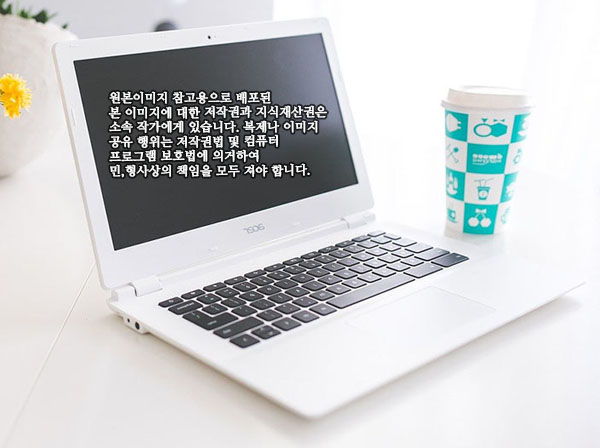 원본이미지 참고용으로 배포된
본 이미지에 대한 저작권과 지식재산권은
소속 작가에게 있습니다. 복제나 이미지
공유 행위는 저작권법 및 컴퓨터
프로그램 보호법에 의거하여
민,형사상의 책임을 모두 져야 합니다.
acer